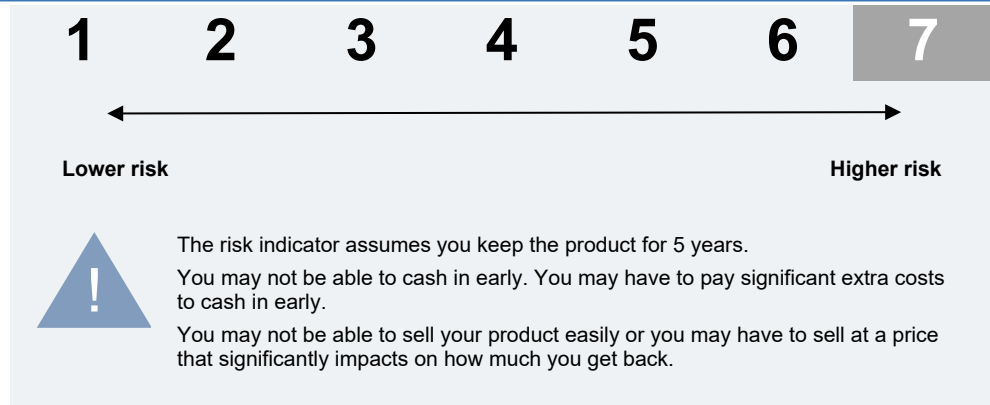 1 2 3 4 5 6 7
Lower risk Higher risk
!
The risk indicator assumes you keep the product for 5 years.
You may not be able to cash in early. You may have to pay significant extra costs
to cash in early.
You may not be able to sell your product easily or you may have to sell at a price
that significantly impacts on how much you get back.